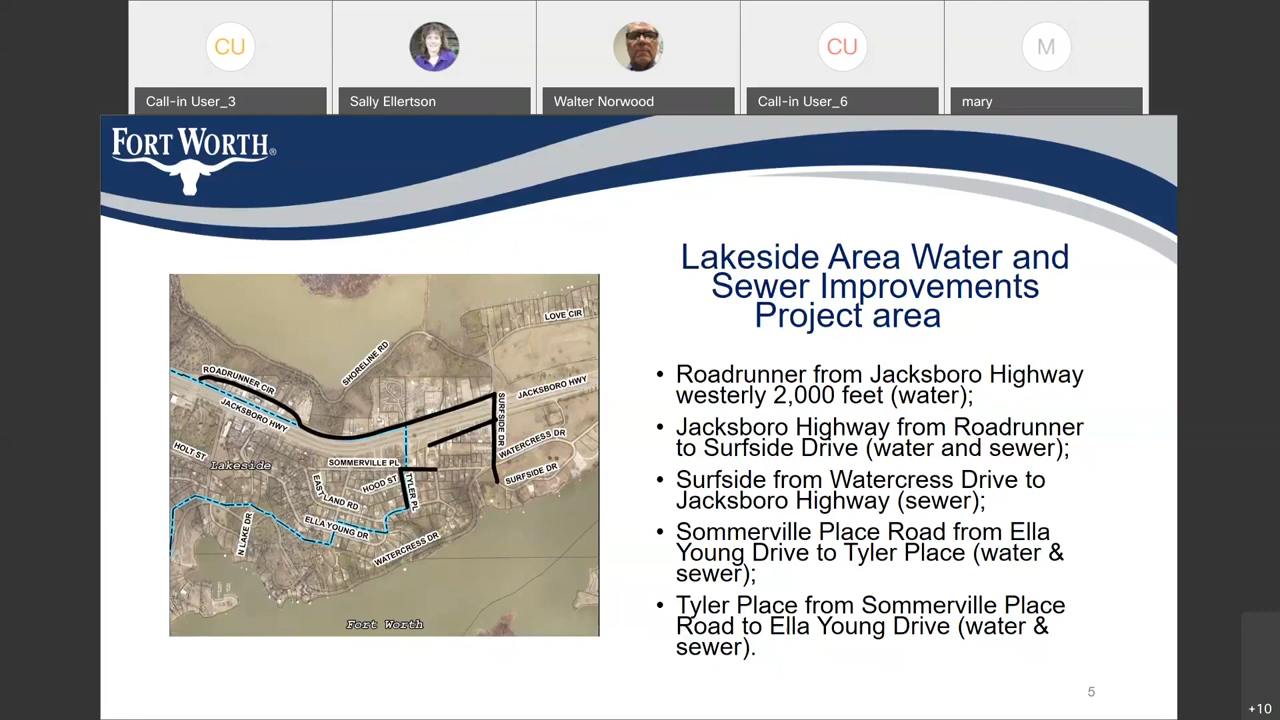 CU
CU
M
Call-in User_3
Sally Ellertson
Walter Norwood
Call-in User_6
mary
FORT WORTH®
Lakeside Area Water and
Sewer Improvements
Project area
LOVE CIR
SHORELINE RD
ROADRUNNER CIR
JACKSBORO HWY
JACKSBORO HWY
SURFSIDE DR
WATERCRESS DR
HOLT ST
Lakeside
SOMMERVILLE PL
SURFSIDE DR
HOOD ST
TYLER PL
EAST LAND RD
N LAKE DR
ELLA YOUNG DR
WATERCRESS DR
Fort Worth
• Roadrunner from Jacksboro Highway
westerly 2,000 feet (water);
• Jacksboro Highway from Roadrunner
to Surfside Drive (water and sewer);
• Surfside from Watercress Drive to
Jacksboro Highway (sewer);
• Sommerville Place Road from Ella
Young Drive to Tyler Place (water &
sewer);
• Tyler Place from Sommerville Place
Road to Ella Young Drive (water &
sewer).
5
+10